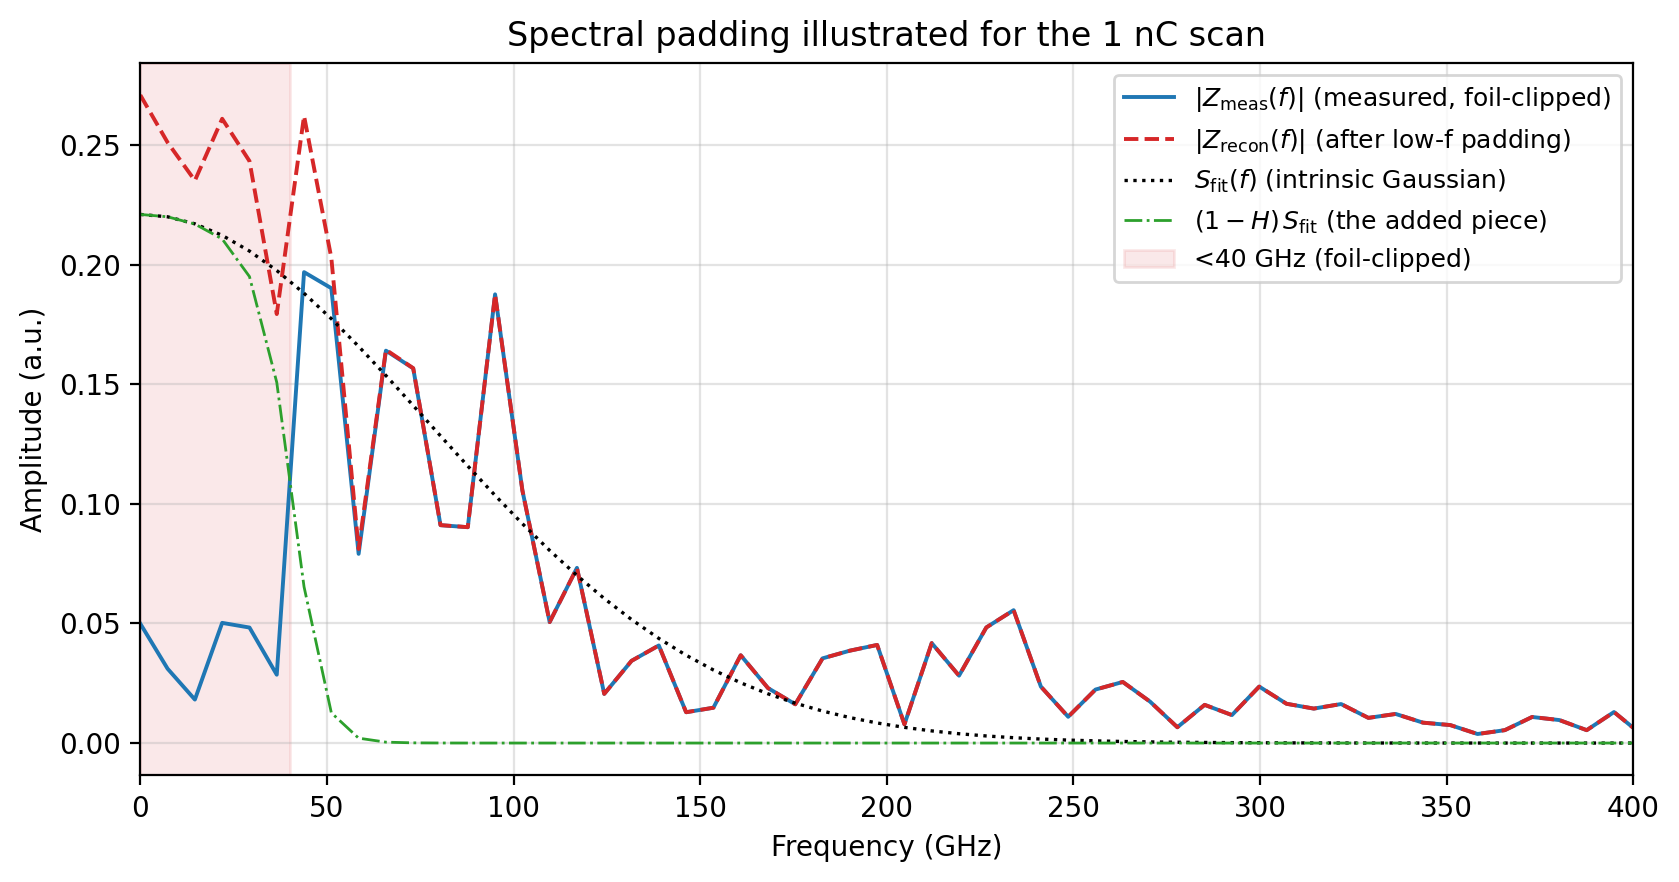 Spectral padding illustrated for the 1 nC scan
|Z_meas(f)| (measured, foil-clipped)
|Z_recon(f)| (after low-f padding)
S_fit(f) (intrinsic Gaussian)
(1 − H) S_fit (the added piece)
<40 GHz (foil-clipped)
Amplitude (a.u.)
0.25
0.20
0.15
0.10
0.05
0.00
0 50 100 150 200 250 300 350 400
Frequency (GHz)